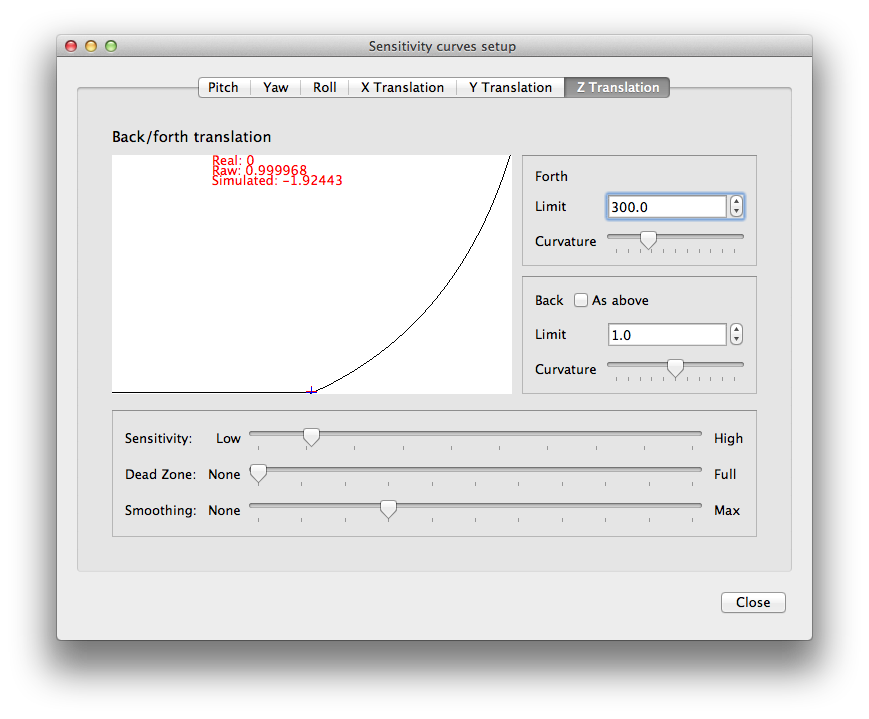 Sensitivity curves setup
Pitch Yaw Roll X Translation Y Translation Z Translation
Back/forth translation
Real: 0
Raw: 0.999968
Simulated: -1.92443
Forth
Limit 300.0
Curvature
Back As above
Limit 1.0
Curvature
Sensitivity: Low High
Dead Zone: None Full
Smoothing: None Max
Close